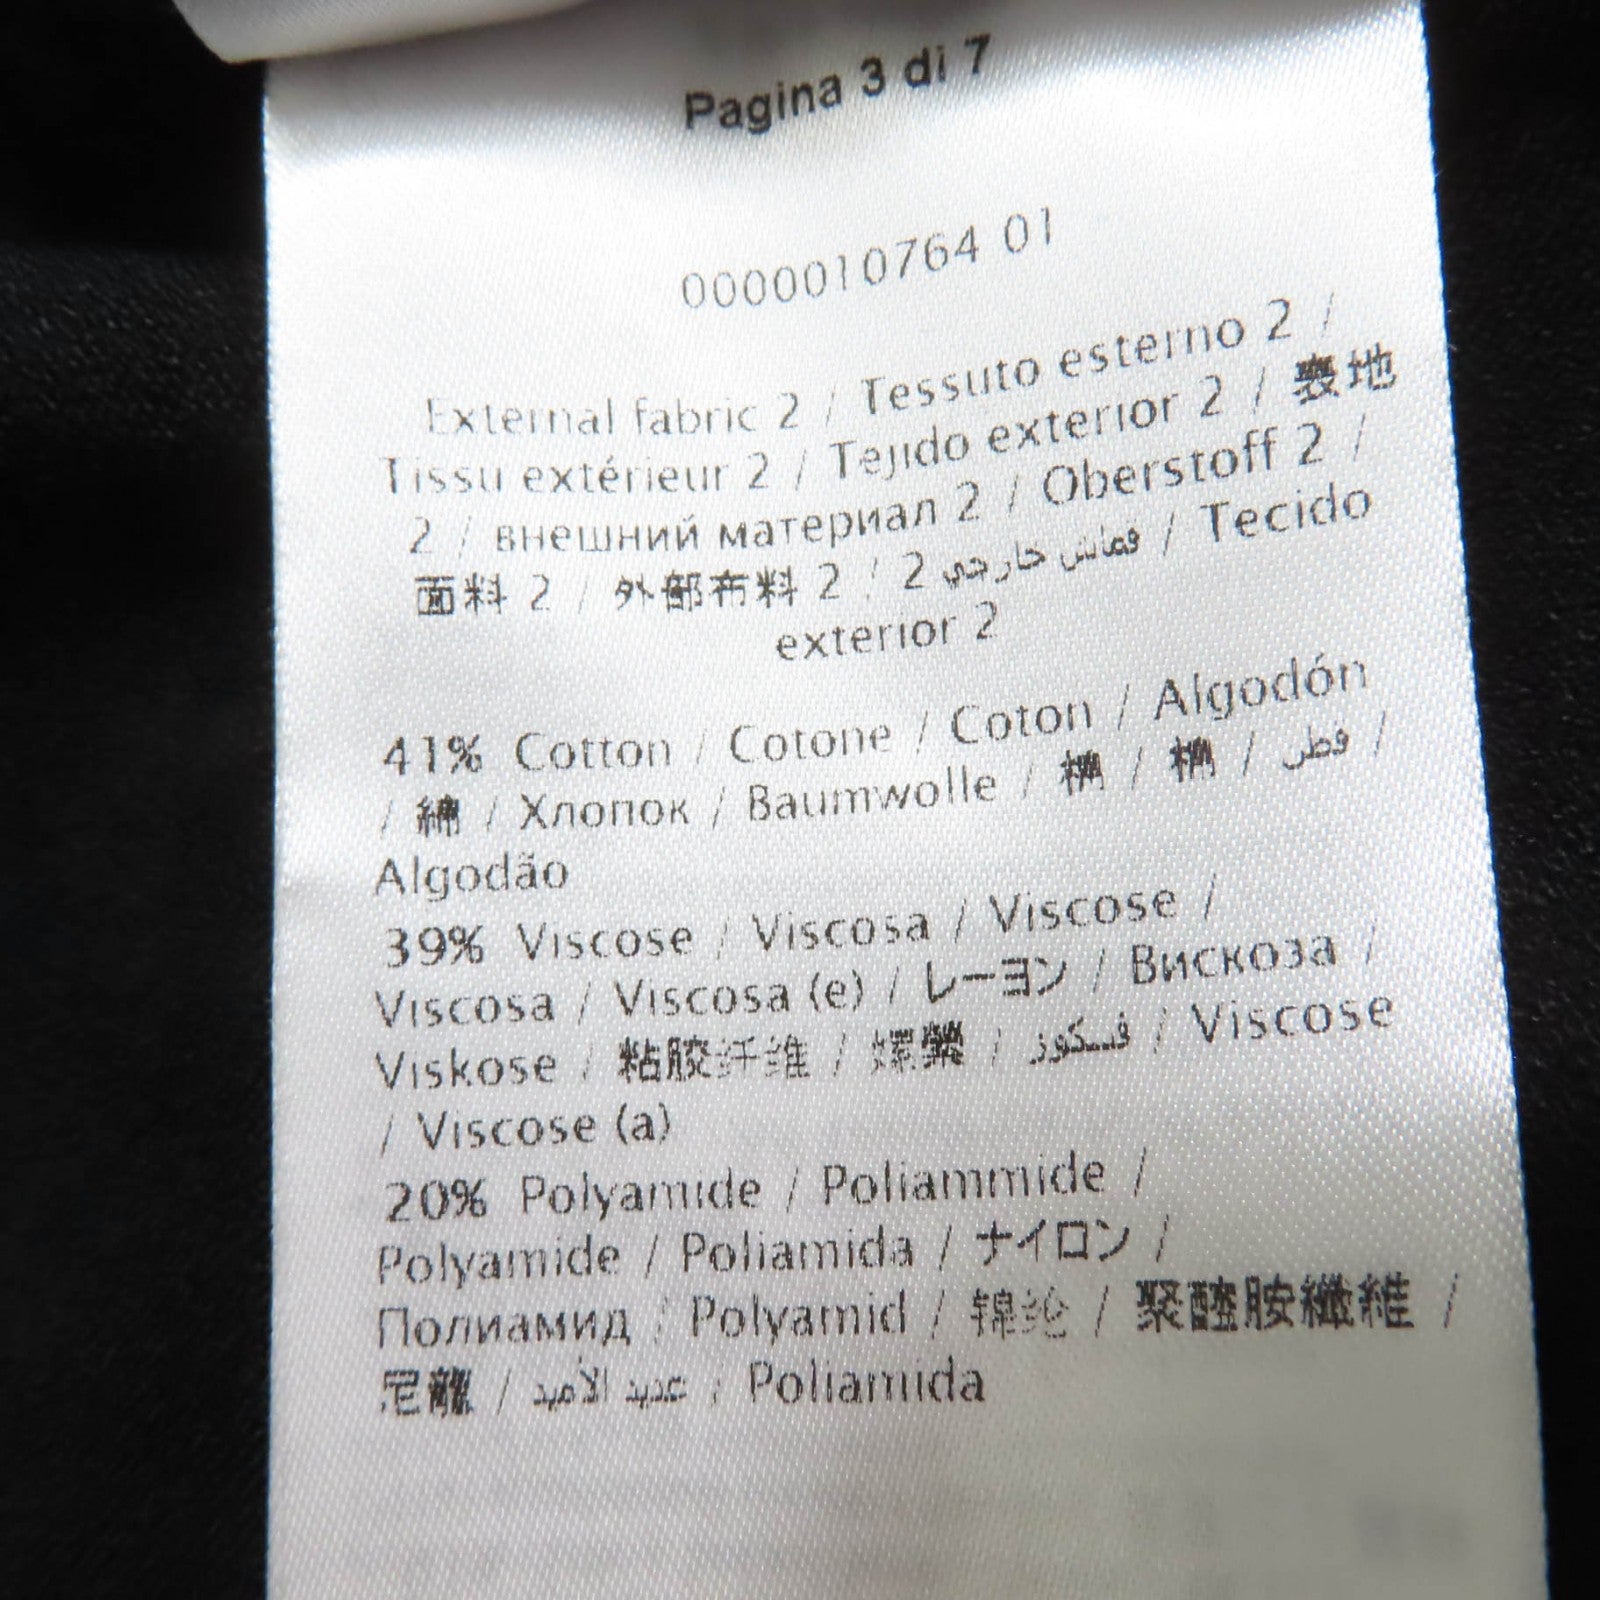 Pagina 3 di 7
0000010764 01
External fabric 2 / Tessuto esterno 2 /
Tissu extérieur 2 / Tejido exterior 2 / 表地
2 / внешний материал 2 / Oberstoff 2 /
面料 2 / 外部布料 2 / 2 قماش خارجي / Tecido
exterior 2
41% Cotton / Cotone / Coton / Algodón
/ 綿 / Хлопок / Baumwolle / 棉 / 棉 / قطن /
Algodão
39% Viscose / Viscosa / Viscose /
Viscosa / Viscosa (e) / レーヨン / Вискоза /
Viskose / 粘胶纤维 / 嫘縈 / فسكوز / Viscose
/ Viscose (a)
20% Polyamide / Poliammide /
Polyamide / Poliamida / ナイロン /
Полиамид / Polyamid / 锦纶 / 聚醯胺纖維 /
尼龍 / عديد الأميد / Poliamida